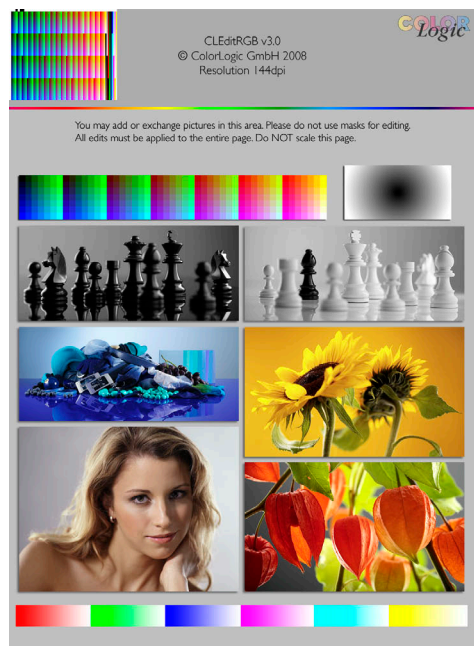 CLEditRGB v3.0
© ColorLogic GmbH 2008
Resolution 144dpi
COLOR
Logic
You may add or exchange pictures in this area. Please do not use masks for editing.
All edits must be applied to the entire page. Do NOT scale this page.